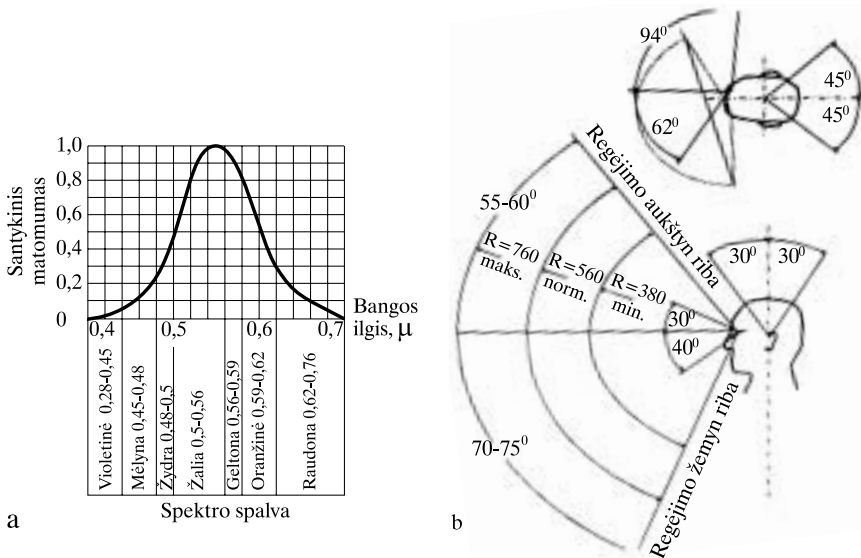 1,0
0,8
0,6
0,4
0,2
0
Santykinis
matomumas
0,4 0,5 0,6 0,7
Bangos
ilgis, μ
Violetinė 0,28-0,45
Mėlyna 0,45-0,48
Žydra 0,48-0,5
Žalia 0,5-0,56
Geltona 0,56-0,59
Oranžinė 0,59-0,62
Raudona 0,62-0,76
Spektro spalva
a
94⁰
62⁰
45⁰
45⁰
Regėjimo aukštyn riba
55-60⁰
R=760
maks.
R=560
norm.
R=380
min.
30⁰ 30⁰
30⁰
40⁰
70-75⁰
Regėjimo žemyn riba
b